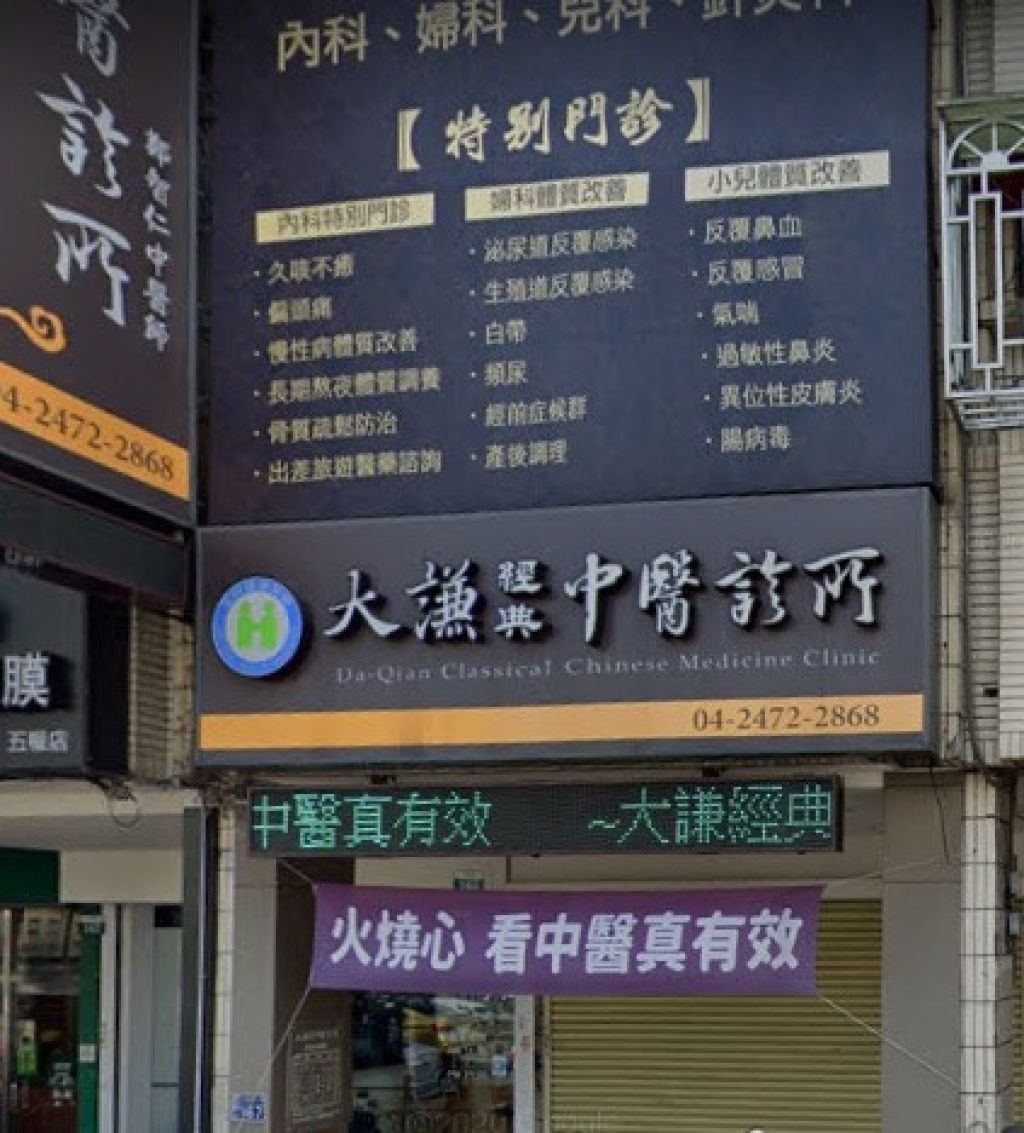 內科、婦科、兒科、針灸科
【特別門診】
內科特別門診
・久咳不癒
・偏頭痛
・慢性病體質改善
・長期熬夜體質調養
・骨質疏鬆防治
・出差旅遊醫藥諮詢
婦科體質改善
・泌尿道反覆感染
・生殖道反覆感染
・白帶
・頻尿
・經前症候群
・產後調理
小兒體質改善
・反覆鼻血
・反覆感冒
・氣喘
・過敏性鼻炎
・異位性皮膚炎
・腸病毒
醫診所
智仁中醫師
04-2472-2868
大謙經典中醫診所
Da-Qian Classical Chinese Medicine Clinic
04-2472-2868
膜
五權店
中醫真有效 ~大謙經典
火燒心 看中醫真有效